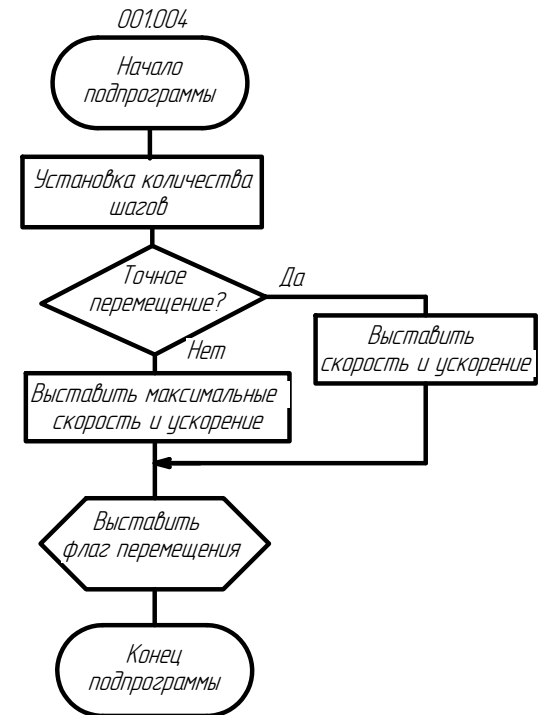 001.004
Начало
подпрограммы
Установка количества
шагов
Точное
перемещение?
Да
Нет
Выставить
скорость и ускорение
Выставить максимальные
скорость и ускорение
Выставить
флаг перемещения
Конец
подпрограммы